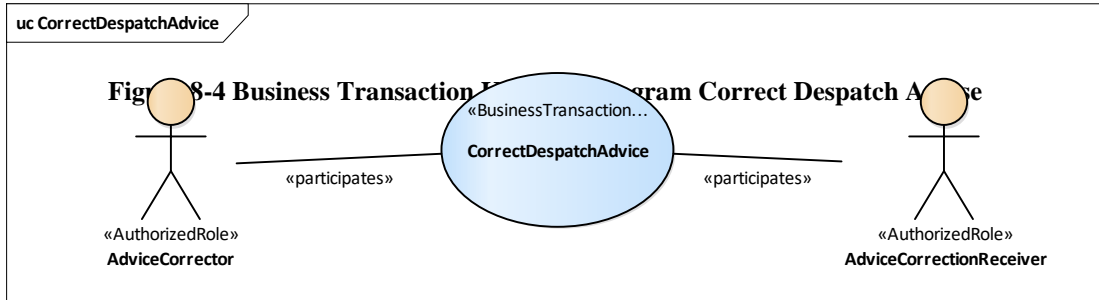 uc CorrectDespatchAdvice
8-4 Business Transaction Correct Despatch
«BusinessTransaction…
CorrectDespatchAdvice
«participates»
«participates»
«AuthorizedRole»
AdviceCorrector
«AuthorizedRole»
AdviceCorrectionReceiver